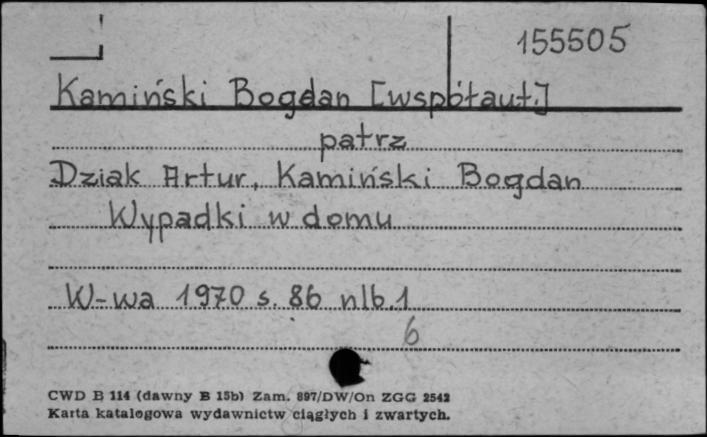 155505
Kamiński Bogdan [współaut.]
patrz
Dziak Artur, Kamiński Bogdan
Wypadki w domu
W-wa 1970 s. 86 nlb. 1
6
CWD B 114 (dawny B 15b) Zam. 897/DW/On ZGG 2542
Karta katalogowa wydawnictw ciągłych i zwartych.